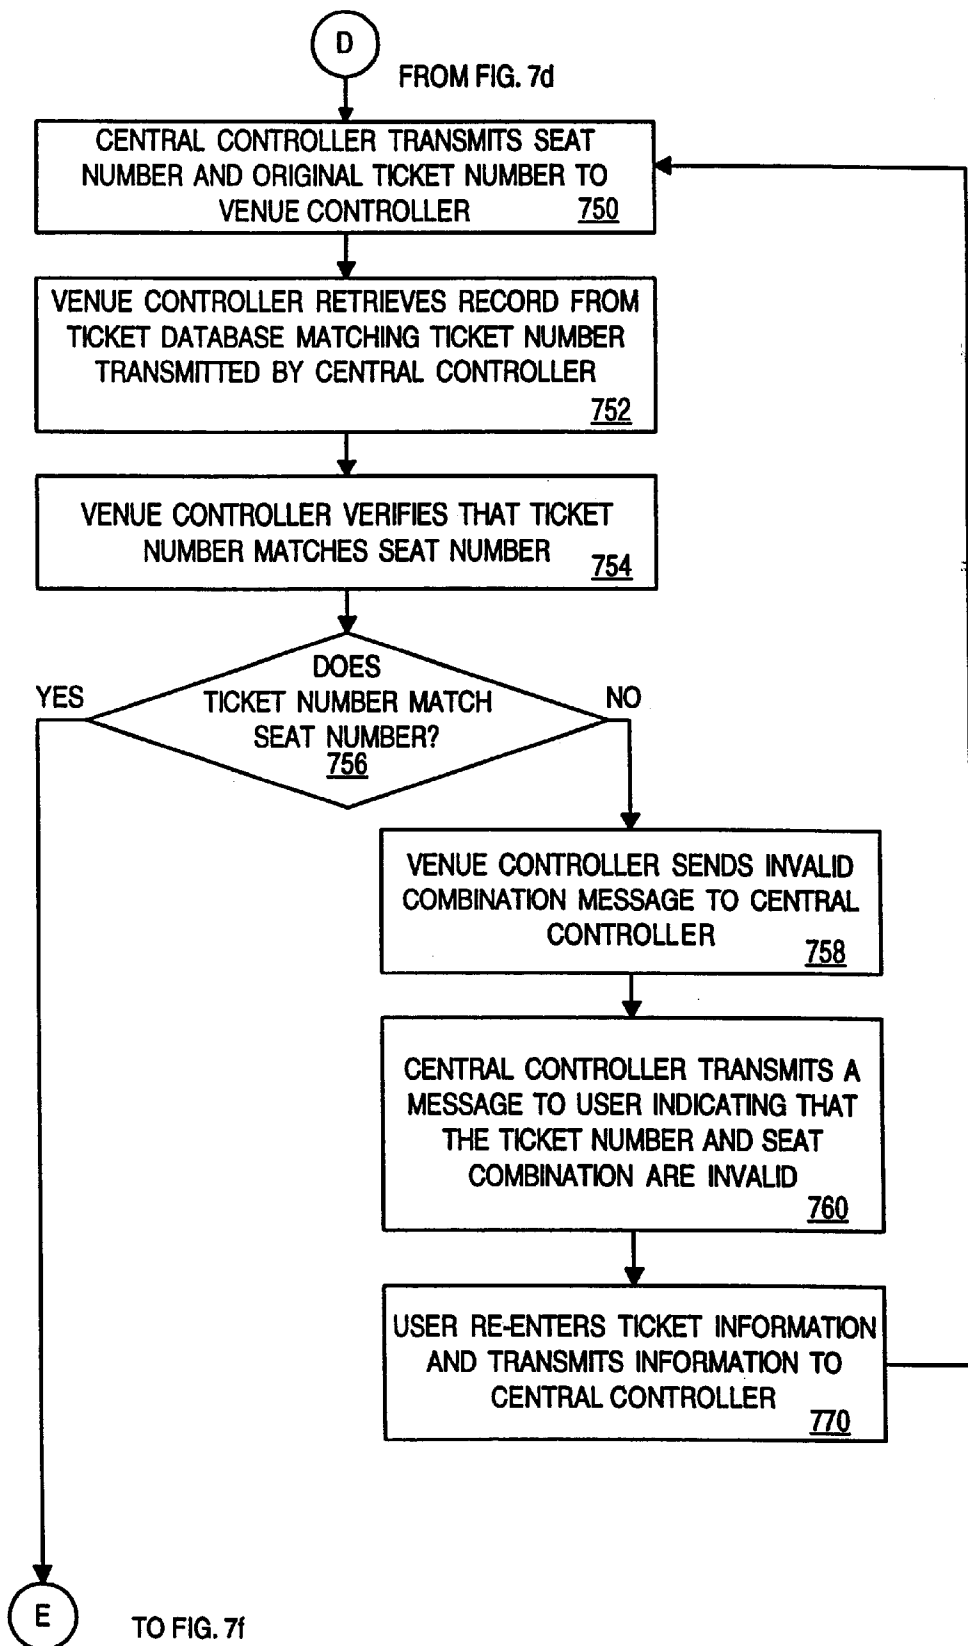 D
FROM FIG. 7d
CENTRAL CONTROLLER TRANSMITS SEAT
NUMBER AND ORIGINAL TICKET NUMBER TO
VENUE CONTROLLER 750
VENUE CONTROLLER RETRIEVES RECORD FROM
TICKET DATABASE MATCHING TICKET NUMBER
TRANSMITTED BY CENTRAL CONTROLLER
752
VENUE CONTROLLER VERIFIES THAT TICKET
NUMBER MATCHES SEAT NUMBER
754
DOES
TICKET NUMBER MATCH
SEAT NUMBER?
756
YES
NO
VENUE CONTROLLER SENDS INVALID
COMBINATION MESSAGE TO CENTRAL
CONTROLLER
758
CENTRAL CONTROLLER TRANSMITS A
MESSAGE TO USER INDICATING THAT
THE TICKET NUMBER AND SEAT
COMBINATION ARE INVALID
760
USER RE-ENTERS TICKET INFORMATION
AND TRANSMITS INFORMATION TO
CENTRAL CONTROLLER
770
E
TO FIG. 7f